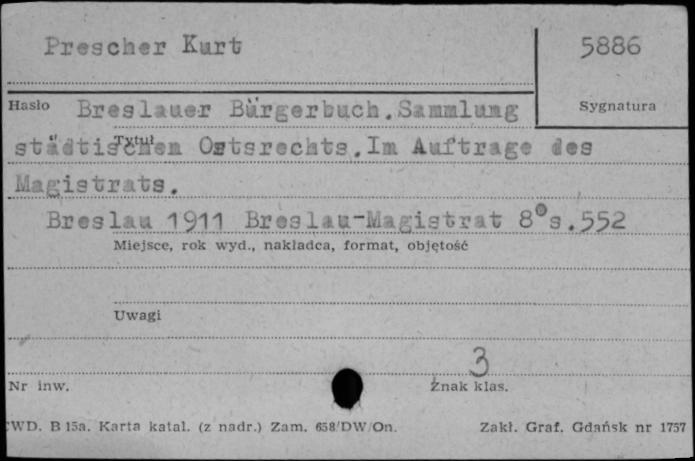 Prescher Kurt
5886
Hasło Breslauer Bürgerbuch.Sammlung
Sygnatura
städtischen Ortsrechts.Im Auftrage des
Tytuł
Magistrats.
Breslau 1911 Breslau-Magistrat 8° s.552
Miejsce, rok wyd., nakładca, format, objętość
Uwagi
3
Nr inw.
Znak klas.
WD. B 15a. Karta katal. (z nadr.) Zam. 658/DW/On.
Zakł. Graf. Gdańsk nr 1757